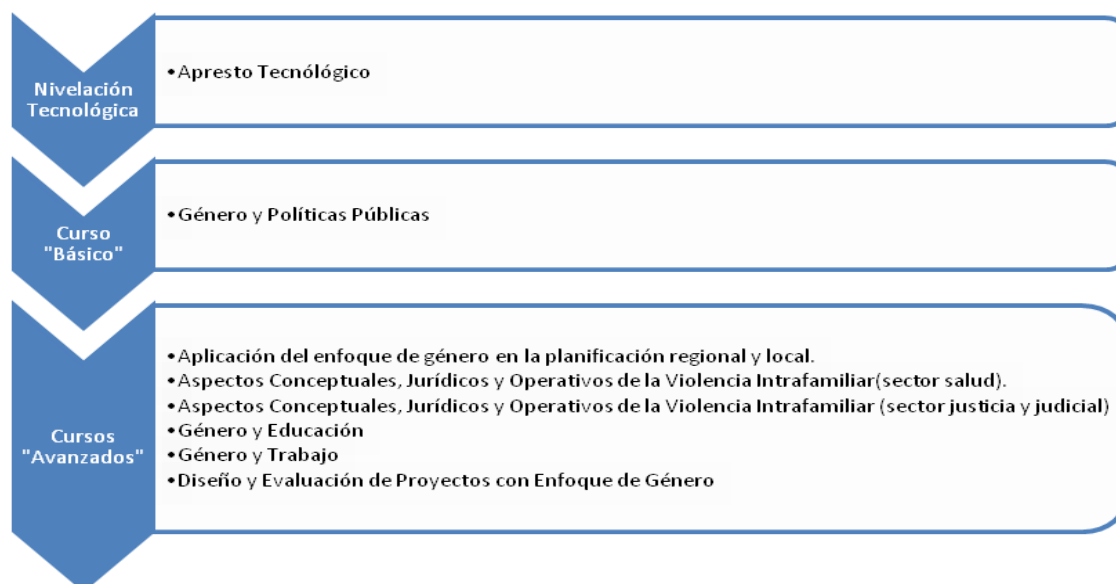 Nivelación
Tecnológica
•Apresto Tecnólógico
Curso
"Básico"
•Género y Políticas Públicas
Cursos
"Avanzados"
•Aplicación del enfoque de género en la planificación regional y local.
•Aspectos Conceptuales, Jurídicos y Operativos de la Violencia Intrafamiliar(sector salud).
•Aspectos Conceptuales, Jurídicos y Operativos de la Violencia Intrafamiliar (sector justicia y judicial)
•Género y Educación
•Género y Trabajo
•Diseño y Evaluación de Proyectos con Enfoque de Género